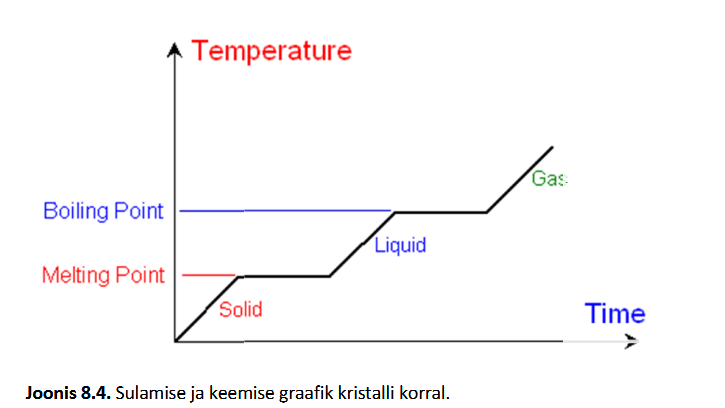 Temperature
Gas
Boiling Point
Liquid
Melting Point
Solid
Time
Joonis 8.4. Sulamise ja keemise graafik kristalli korral.